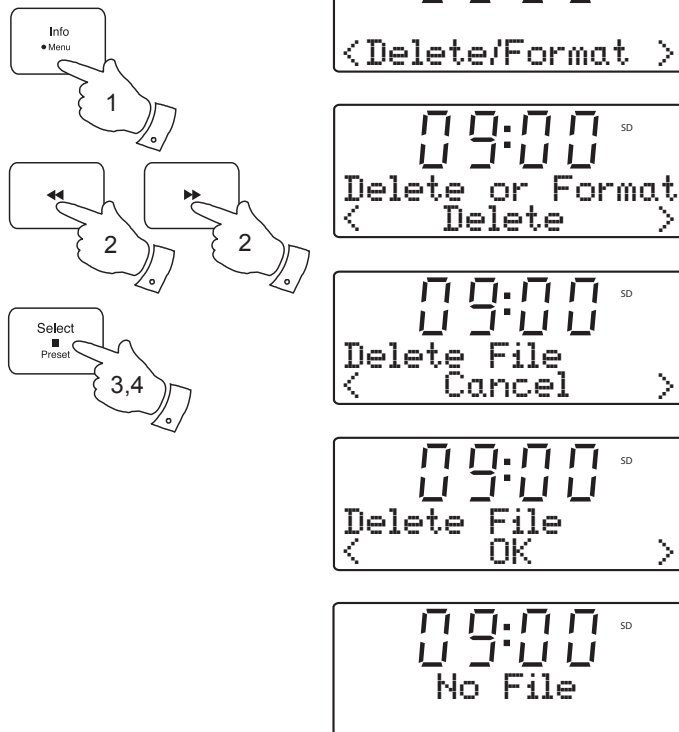 Info
• Menu
1
◄◄
►►
2
2
Select
■
Preset
3,4
<Delete/Format >
09:00 SD
Delete or Format
< Delete >
09:00 SD
Delete File
< Cancel >
09:00 SD
Delete File
< OK >
09:00 SD
No File